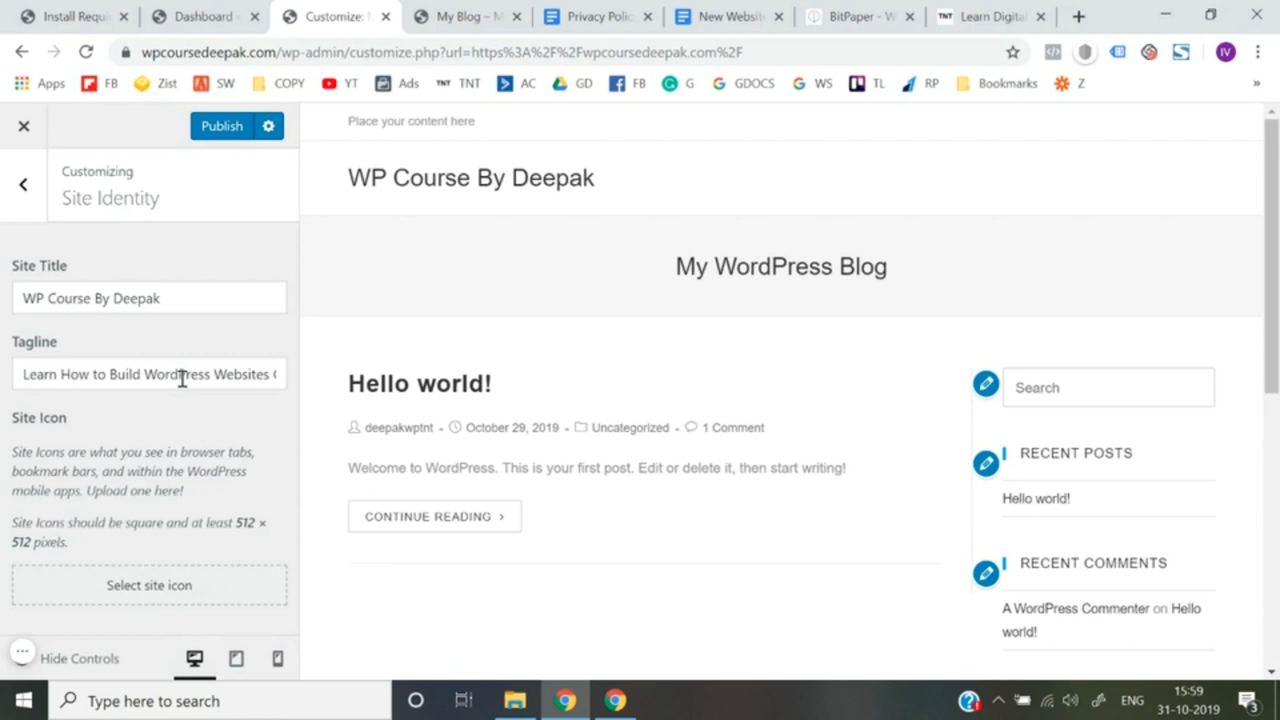 Install Requi
Dashboard
Customize: M
My Blog – M
Privacy Polic
New Websit
BitPaper - W
TNT Learn Digital
wpcoursedeepak.com/wp-admin/customize.php?url=https%3A%2F%2Fwpcoursedeepak.com%2F
IV
Apps FB Zist SW COPY YT Ads TNT TNT AC GD FB G GDOCS WS TL RP Bookmarks Z »
Publish
Customizing
Site Identity
Site Title
WP Course By Deepak
Tagline
Learn How to Build WordPress Websites
Site Icon
Site Icons are what you see in browser tabs,
bookmark bars, and within the WordPress
mobile apps. Upload one here!
Site Icons should be square and at least 512 ×
512 pixels.
Select site icon
Hide Controls
Place your content here
WP Course By Deepak
My WordPress Blog
Hello world!
deepakwptnt - October 29, 2019 - Uncategorized - 1 Comment
Welcome to WordPress. This is your first post. Edit or delete it, then start writing!
CONTINUE READING ›
Search
RECENT POSTS
Hello world!
RECENT COMMENTS
A WordPress Commenter on Hello
world!
Type here to search
ENG
15:59
31-10-2019
3